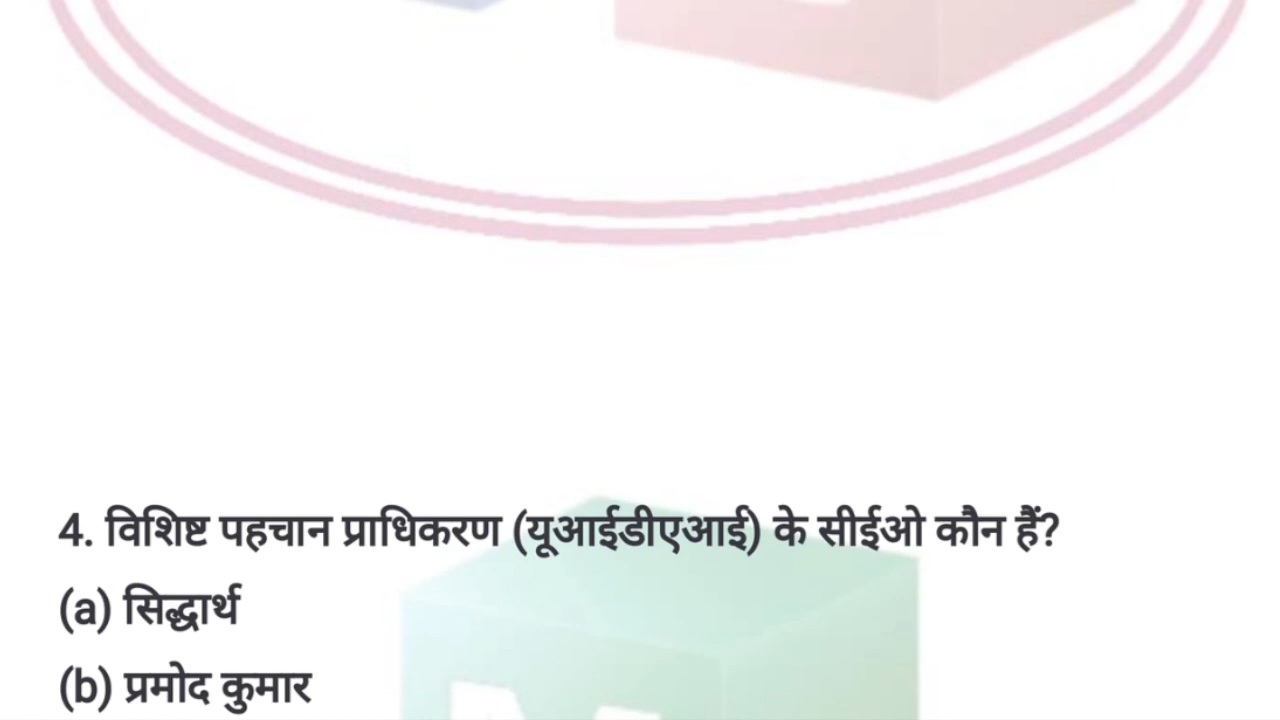 4. विशिष्ट पहचान प्राधिकरण (यूआईडीएआई) के सीईओ कौन हैं?
(a) सिद्धार्थ
(b) प्रमोद कुमार